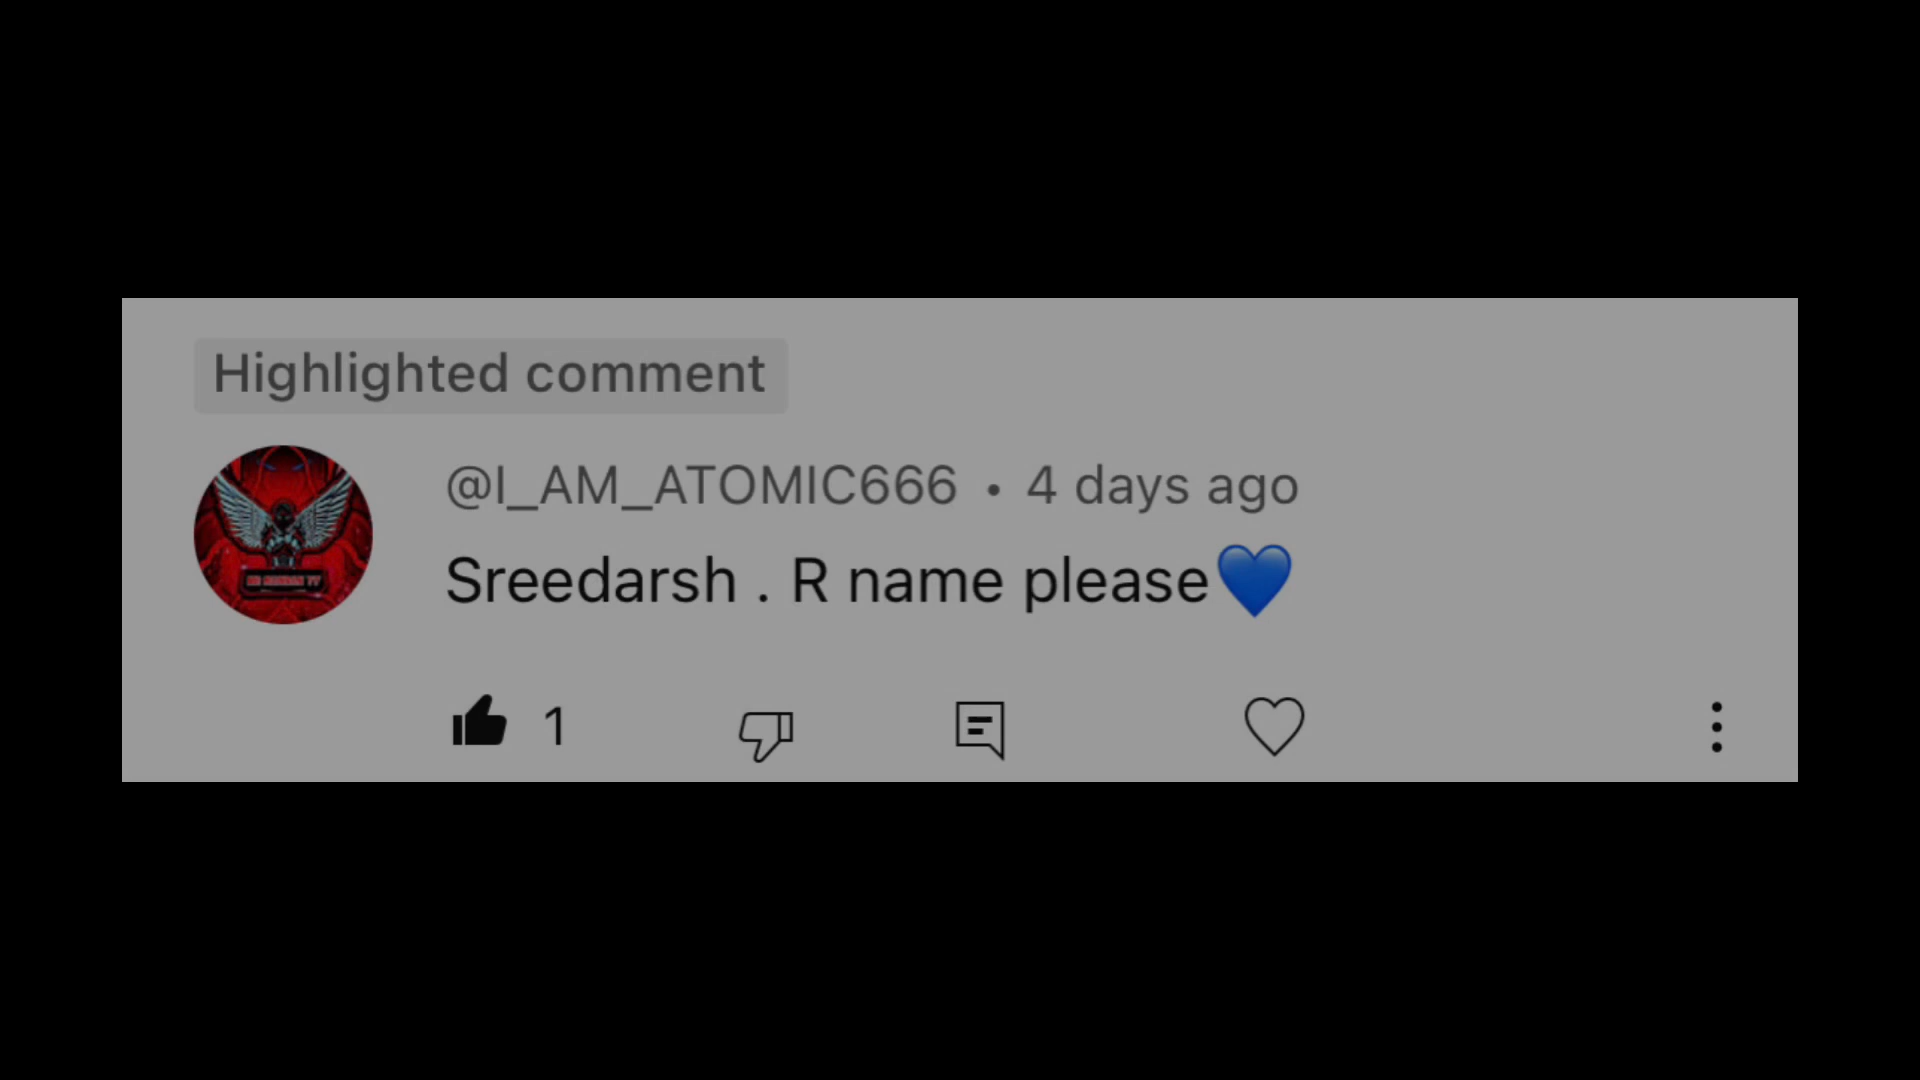 Highlighted comment
@I_AM_ATOMIC666 • 4 days ago
Sreedarsh . R name please💙
1